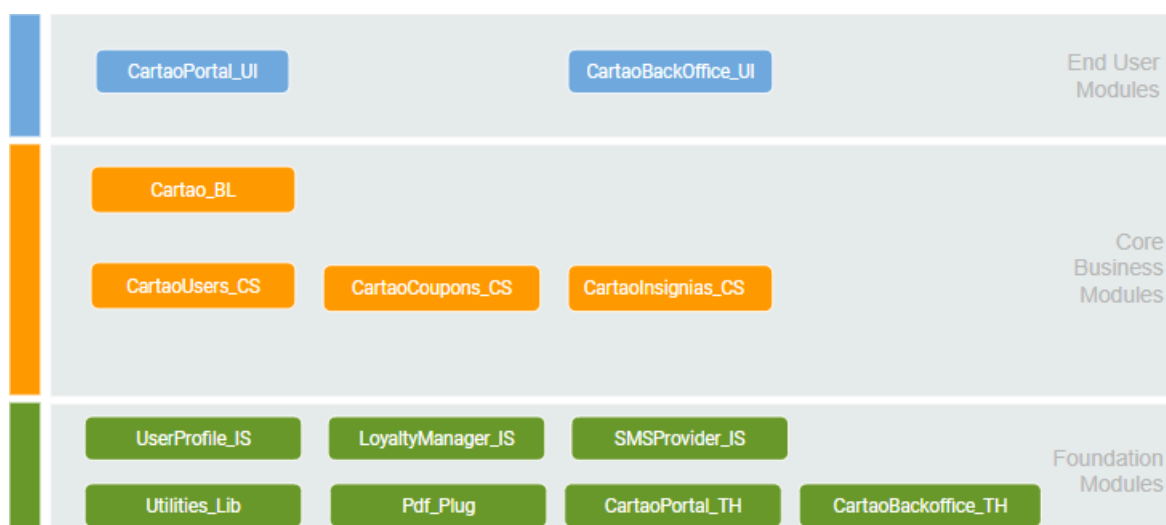 CartaoPortal_UI
CartaoBackOffice_UI
End User
Modules
Cartao_BL
CartaoUsers_CS
CartaoCoupons_CS
CartaoInsignias_CS
Core
Business
Modules
UserProfile_IS
LoyaltyManager_IS
SMSProvider_IS
Utilities_Lib
Pdf_Plug
CartaoPortal_TH
CartaoBackoffice_TH
Foundation
Modules